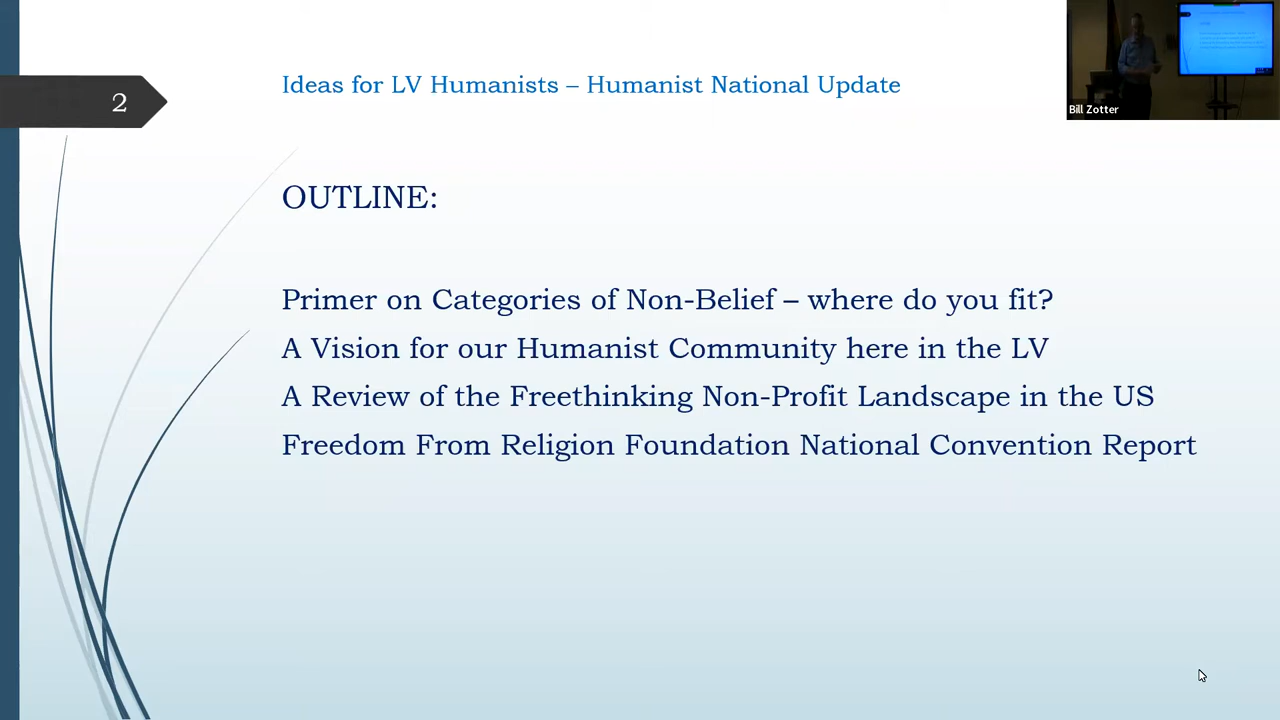 2
Ideas for LV Humanists – Humanist National Update
Bill Zotter
OUTLINE:
Primer on Categories of Non-Belief – where do you fit?
A Vision for our Humanist Community here in the LV
A Review of the Freethinking Non-Profit Landscape in the US
Freedom From Religion Foundation National Convention Report